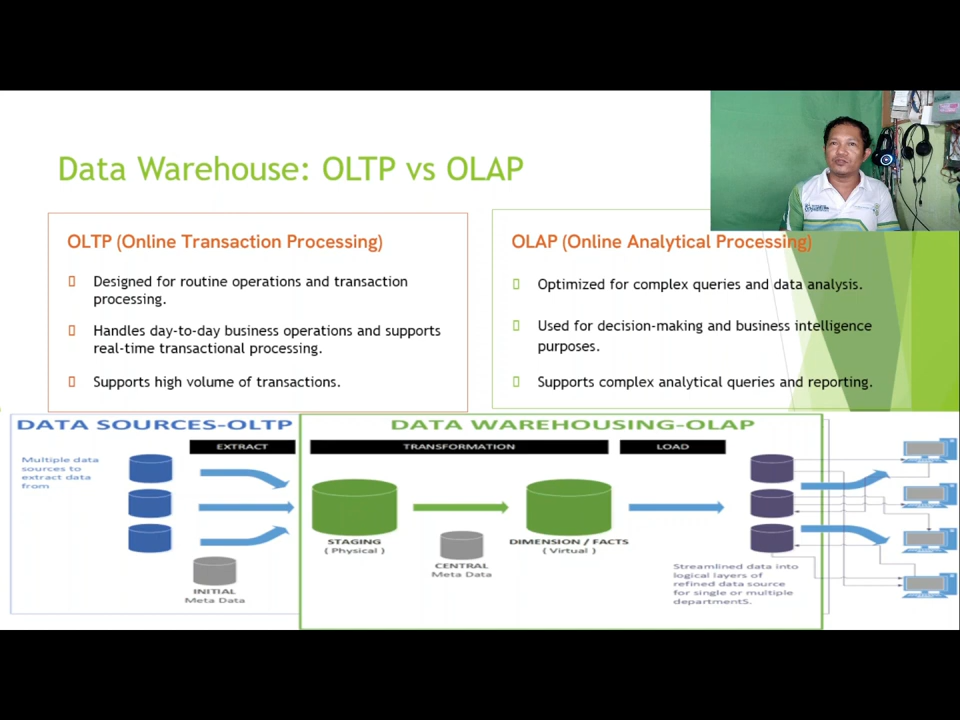 Data Warehouse: OLTP vs OLAP
OLTP (Online Transaction Processing)
Designed for routine operations and transaction
processing.
Handles day-to-day business operations and supports
real-time transactional processing.
Supports high volume of transactions.
OLAP (Online Analytical Processing)
Optimized for complex queries and data analysis.
Used for decision-making and business intelligence
purposes.
Supports complex analytical queries and reporting.
DATA SOURCES-OLTP
EXTRACT
Multiple data
sources to
extract data
from
INITIAL
Meta Data
DATA WAREHOUSING-OLAP
TRANSFORMATION
LOAD
STAGING
( Physical )
CENTRAL
Meta Data
DIMENSION / FACTS
( Virtual )
Streamlined data into
logical layers of
refined data source
for single or multiple
departmentS.